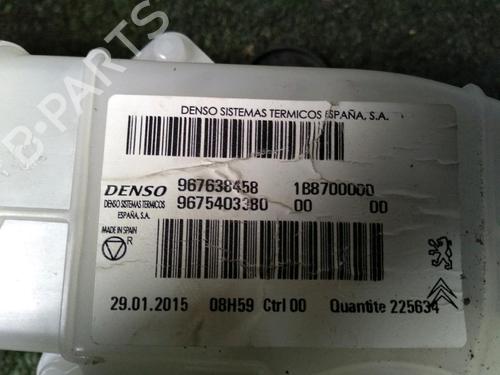 DENSO SISTEMAS TERMICOS ESPAÑA, S.A.
DENSO 967638458 1B8700000
DENSO SISTEMAS TERMICOS 9675403380 00 00
ESPAÑA, S.A.
MADE IN SPAIN
R
29.01.2015 08H59 Ctrl 00 Quantite 225634
B-PARTS